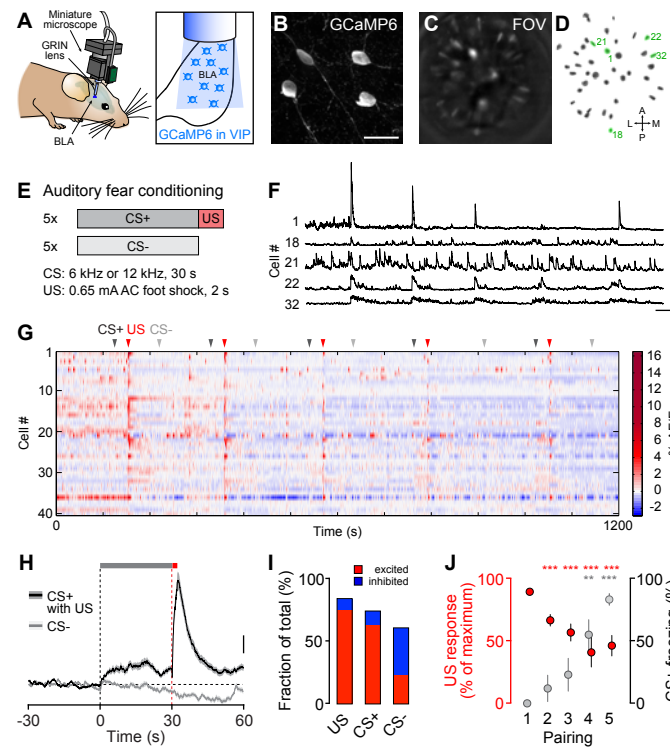 A
Miniature
microscope
GRIN
lens
BLA
BLA
GCaMP6 in VIP
B
GCaMP6
C
FOV
D
21
22
32
1
18
A
L
M
P
E
Auditory fear conditioning
5x
CS+
US
5x
CS-
CS: 6 kHz or 12 kHz, 30 s
US: 0.65 mA AC foot shock, 2 s
F
Cell #
1
18
21
22
32
G
CS+ US CS-
Cell #
1
10
20
30
40
0
Time (s)
1200
16
14
12
10
8
6
4
2
0
-2
-4
H
CS+
with US
CS-
-30
0
30
60
Time (s)
I
excited
inhibited
Fraction of total (%)
100
50
0
US
CS+
CS-
J
*** *** *** ***
** ***
US response
(% of maximum)
100
50
0
100
50
0
1 2 3 4 5
Pairing